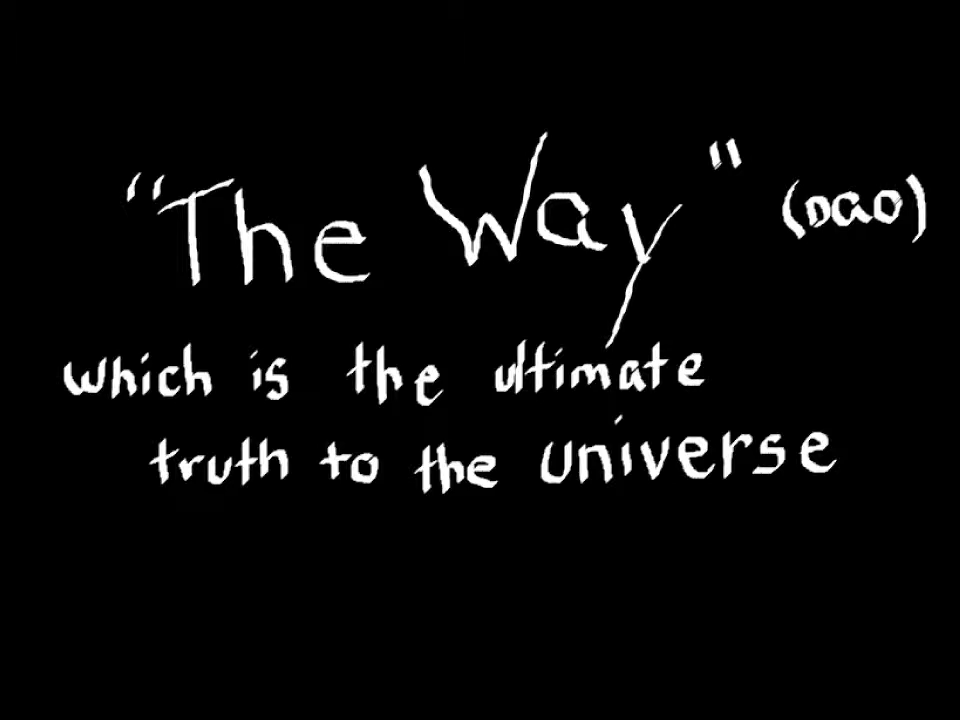 "The Way" (DAO)
which is the ultimate
truth to the universe